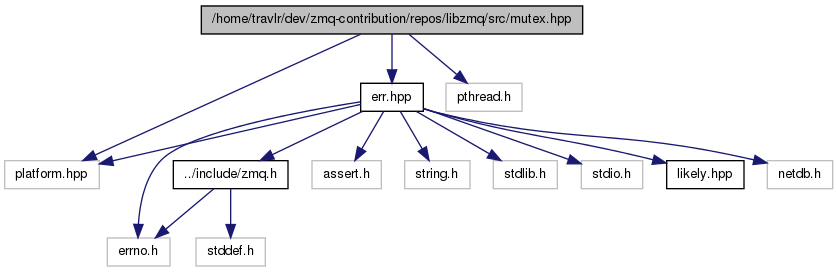 /home/travlr/dev/zmq-contribution/repos/libzmq/src/mutex.hpp
err.hpp
pthread.h
platform.hpp
../include/zmq.h
assert.h
string.h
stdlib.h
stdio.h
likely.hpp
netdb.h
errno.h
stddef.h